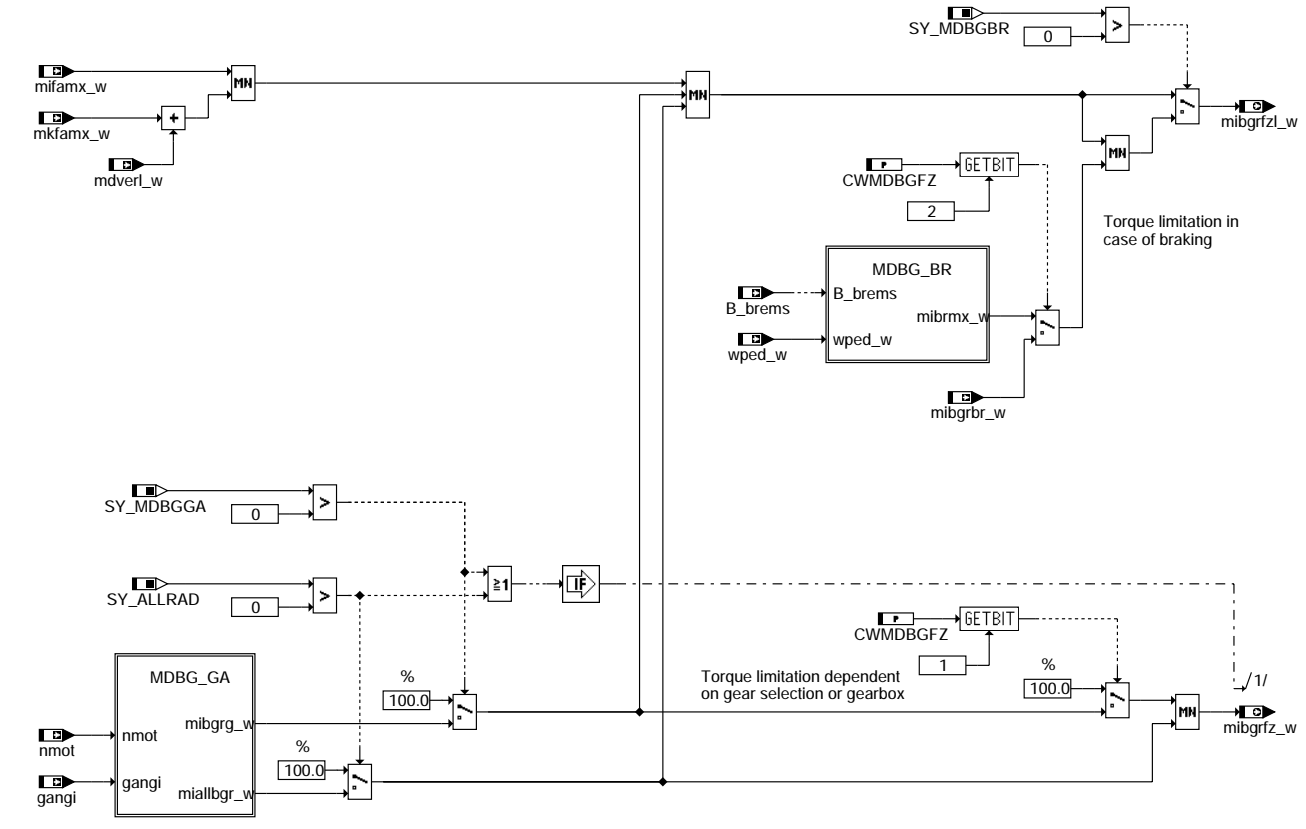 SY_MDBGBR
0
>
mifamx_w
MN
MN
mkfamx_w
+
mibgrfzl_w
mdverl_w
P
GETBIT
CWMDBGFZ
MN
2
Torque limitation in
case of braking
MDBG_BR
B_brems
B_brems
mibrmx_w
wped_w
wped_w
mibgrbr_w
SY_MDBGGA
0
>
SY_ALLRAD
0
>
≥1
IF
P
GETBIT
CWMDBGFZ
1
MDBG_GA
%
100.0
Torque limitation dependent
on gear selection or gearbox
%
100.0
/1/
mibgrg_w
MN
mibgrfz_w
nmot
nmot
%
100.0
gangi
gangi
miallbgr_w